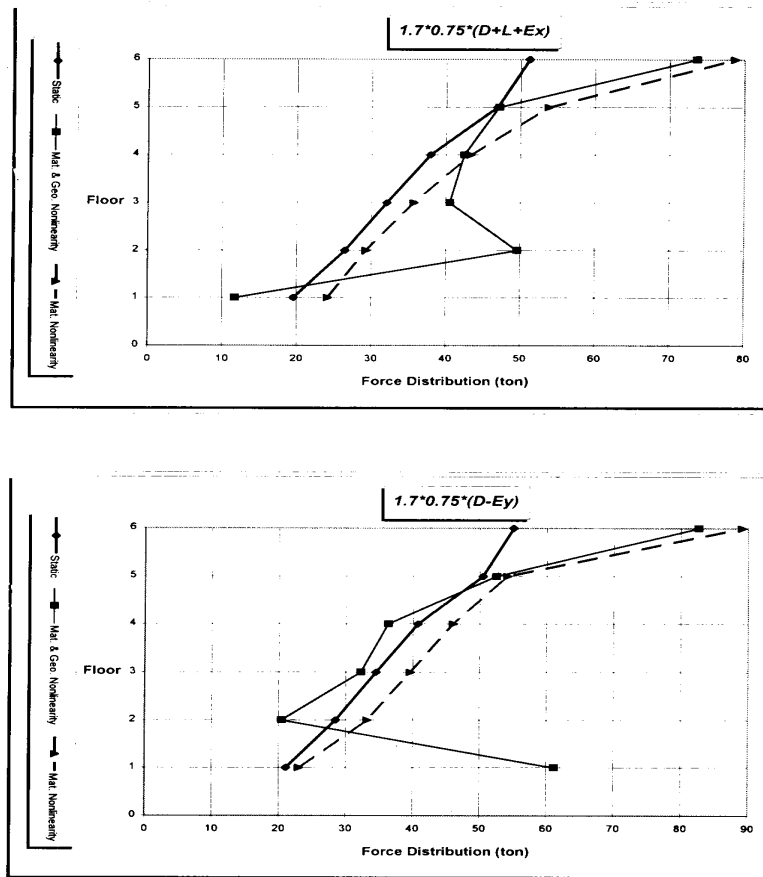 1.7*0.75*(D+L+Ex)
Static
Mat. & Geo. Nonlinearity
Mat. Nonlinearity
6
5
4
Floor 3
2
1
0
0 10 20 30 40 50 60 70 80
Force Distribution (ton)
1.7*0.75*(D-Ey)
Static
Mat. & Geo. Nonlinearity
Mat. Nonlinearity
6
5
4
Floor 3
2
1
0
0 10 20 30 40 50 60 70 80 90
Force Distribution (ton)